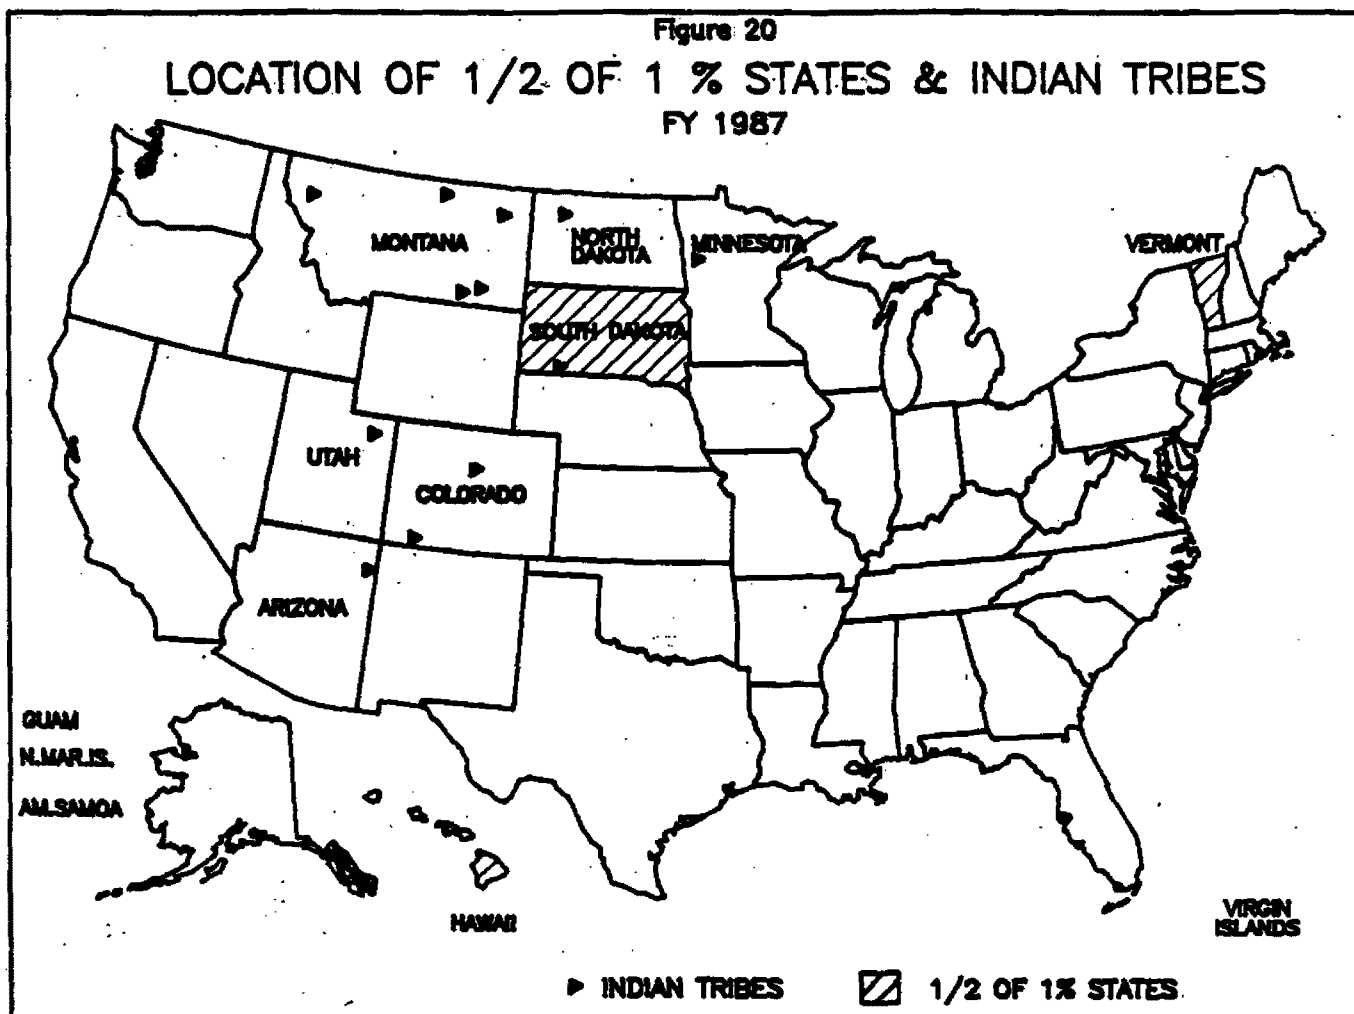 Figure 20
LOCATION OF 1/2 OF 1 % STATES & INDIAN TRIBES
FY 1987
MONTANA
NORTH
DAKOTA
MINNESOTA
VERMONT
SOUTH DAKOTA
UTAH
COLORADO
ARIZONA
GUAM
N.MAR.IS.
AM.SAMOA
HAWAII
VIRGIN
ISLANDS
INDIAN TRIBES
1/2 OF 1% STATES